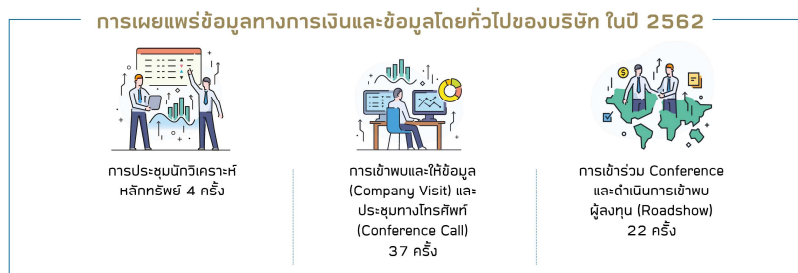 การเผยแพร่ข้อมูลทางการเงินและข้อมูลโดยทั่วไปของบริษัท ในปี 2562
การประชุมนักวิเคราะห์
หลักทรัพย์ 4 ครั้ง
การเข้าพบและให้ข้อมูล
(Company Visit) และ
ประชุมทางโทรศัพท์
(Conference Call)
37 ครั้ง
การเข้าร่วม Conference
และดำเนินการเข้าพบ
ผู้ลงทุน (Roadshow)
22 ครั้ง